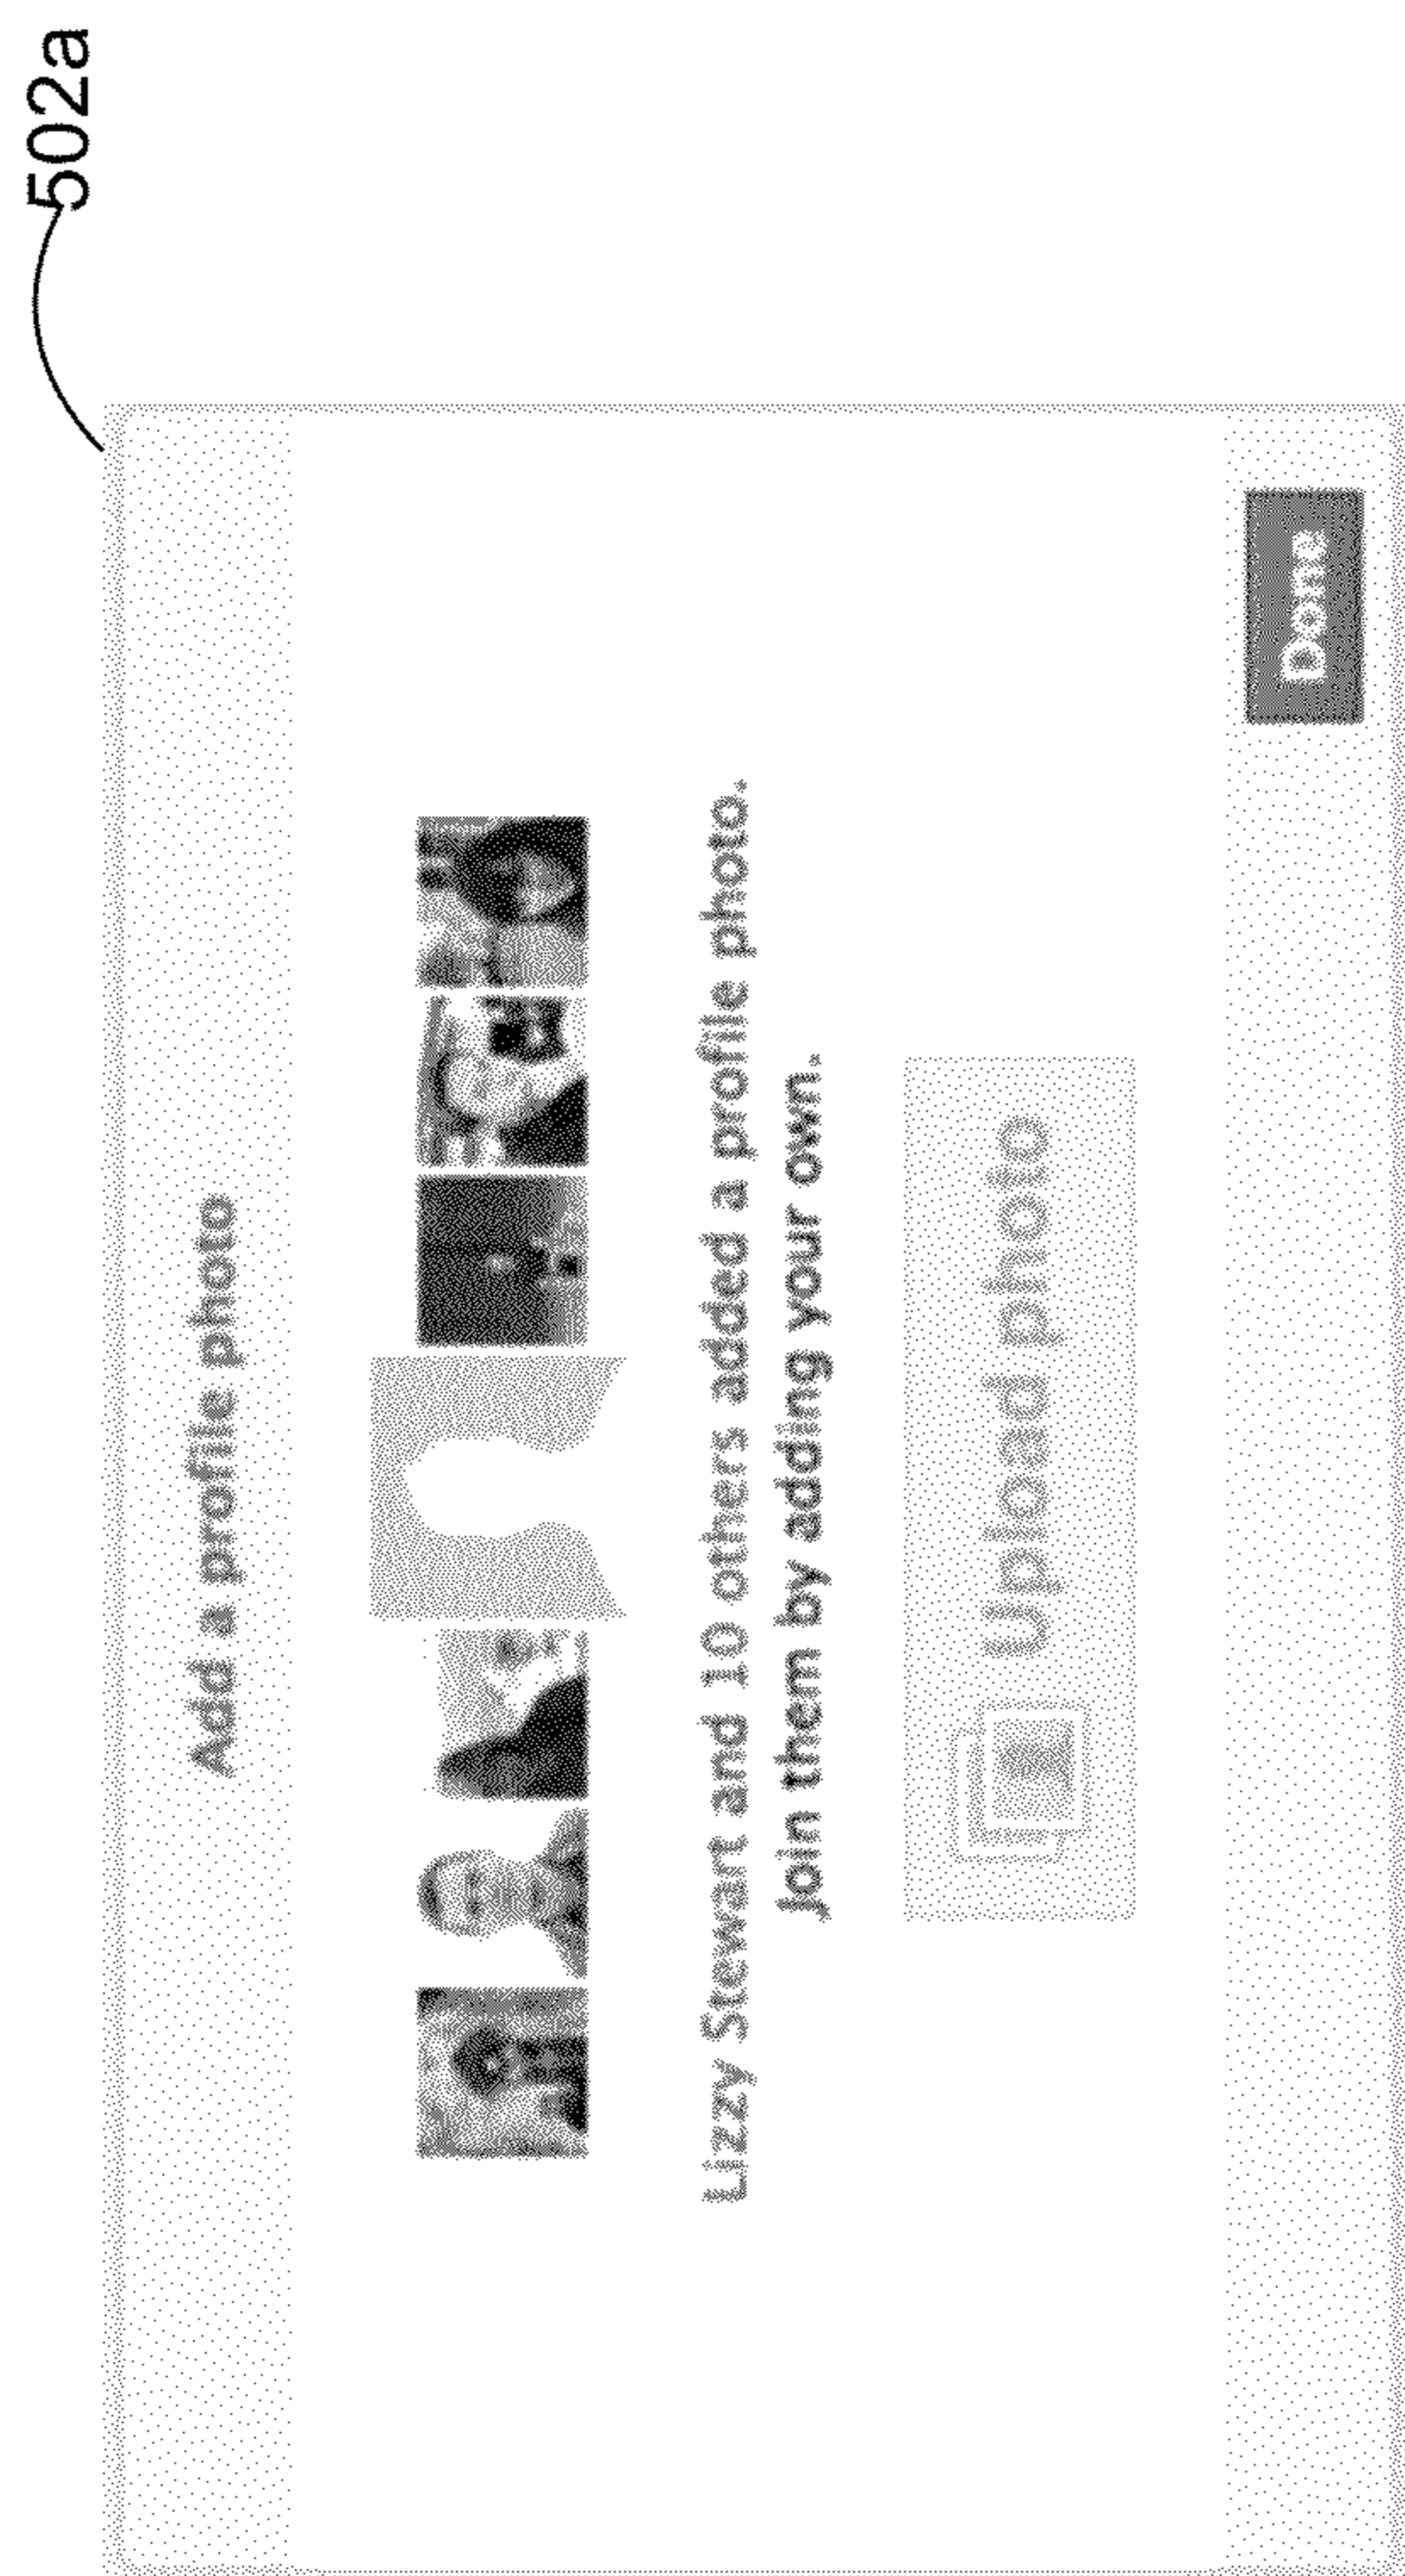 502a
Add a profile photo
Lizzy Stewart and 10 others added a profile photo.
Join them by adding your own.
Upload photo
Done